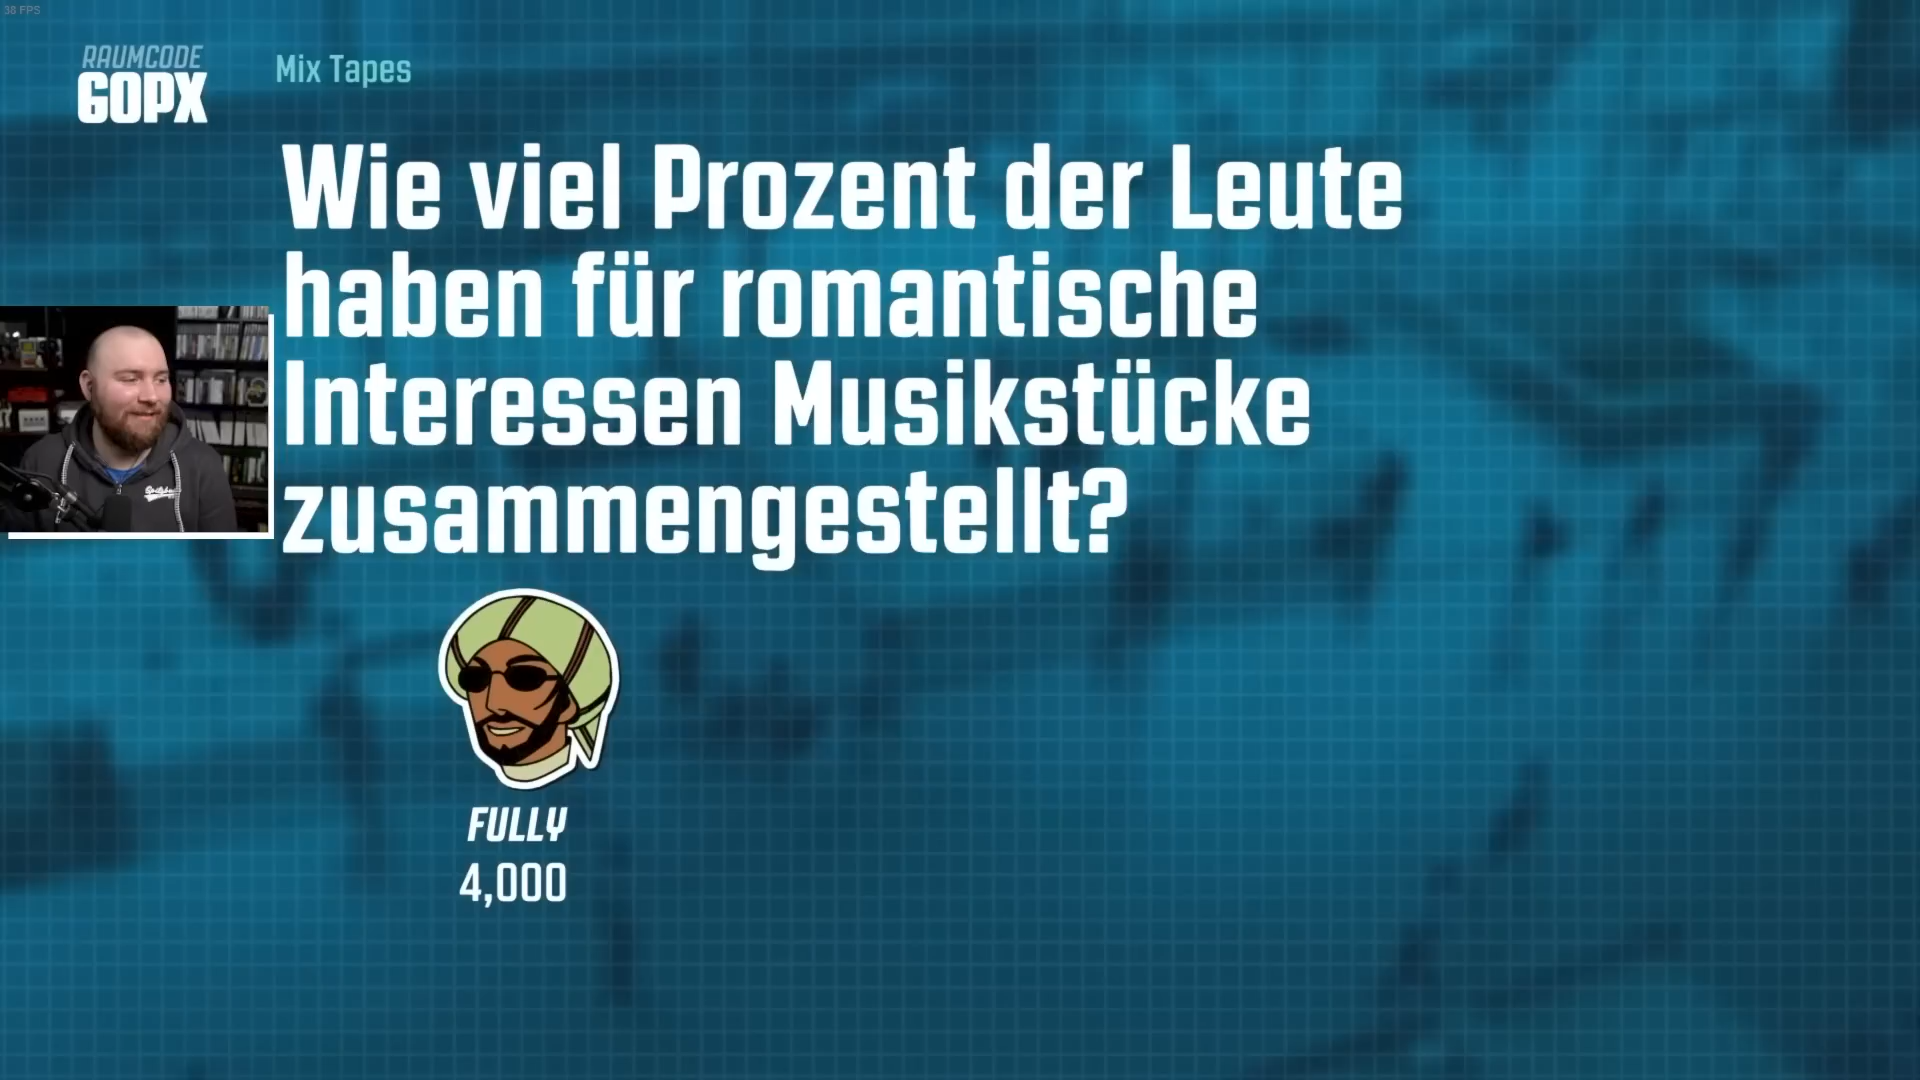 38 FPS
RAUMCODE
GOPX
Mix Tapes
Wie viel Prozent der Leute
haben für romantische
Interessen Musikstücke
zusammengestellt?
FULLY
4,000